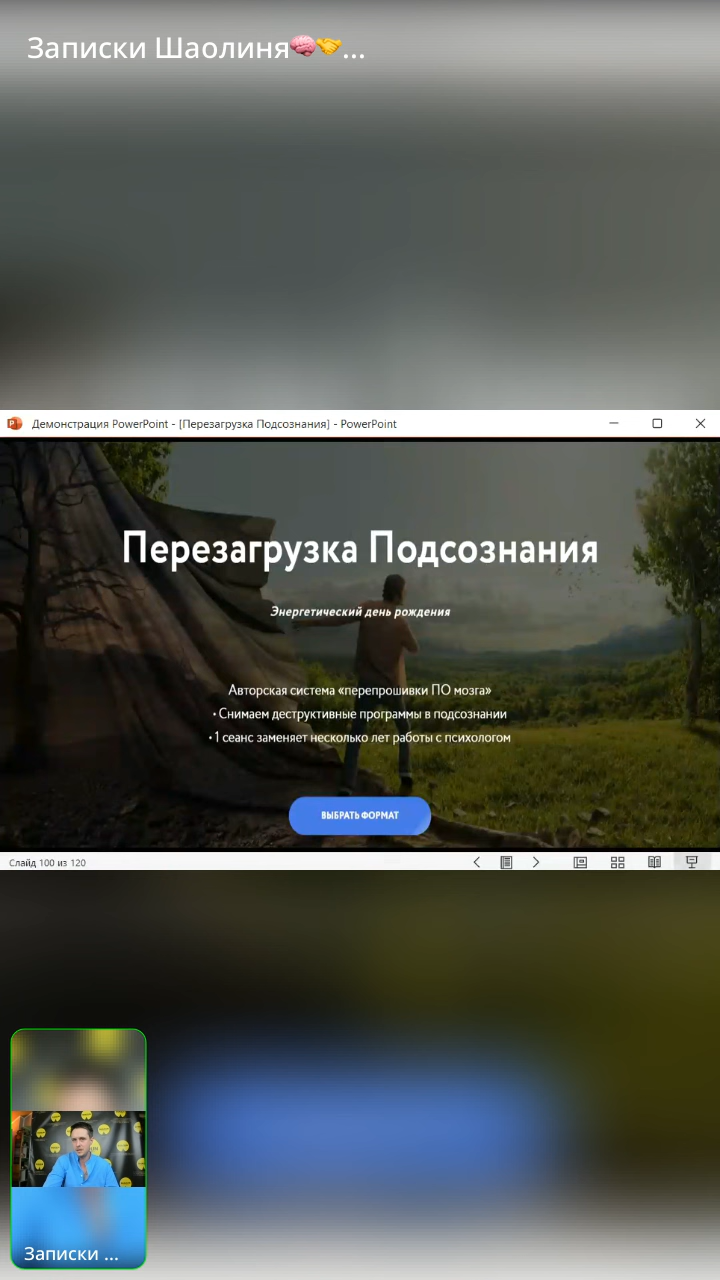 Записки Шаолиня🧠🤝...
Демонстрация PowerPoint - [Перезагрузка Подсознания] - PowerPoint
Перезагрузка Подсознания
Энергетический день рождения
Авторская система «перепрошивки ПО мозга»
• Снимаем деструктивные программы в подсознании
• 1 сеанс заменяет несколько лет работы с психологом
ВЫБРАТЬ ФОРМАТ
Слайд 100 из 120
Записки ...